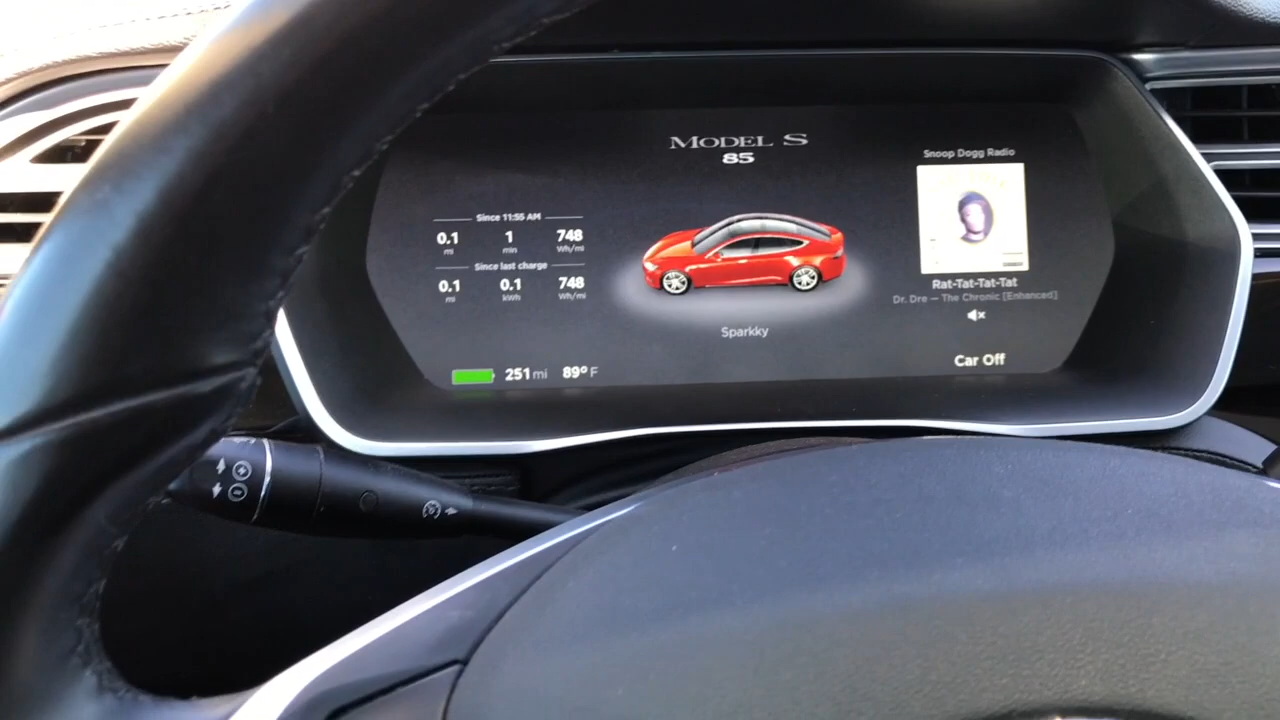 MODEL S
85
Since 11:55 AM
0.1 1 748
mi min Wh/mi
Since last charge
0.1 0.1 748
mi kWh Wh/mi
Sparkky
251 mi 89° F
Snoop Dogg Radio
Rat-Tat-Tat-Tat
Dr. Dre — The Chronic [Enhanced]
Car Off